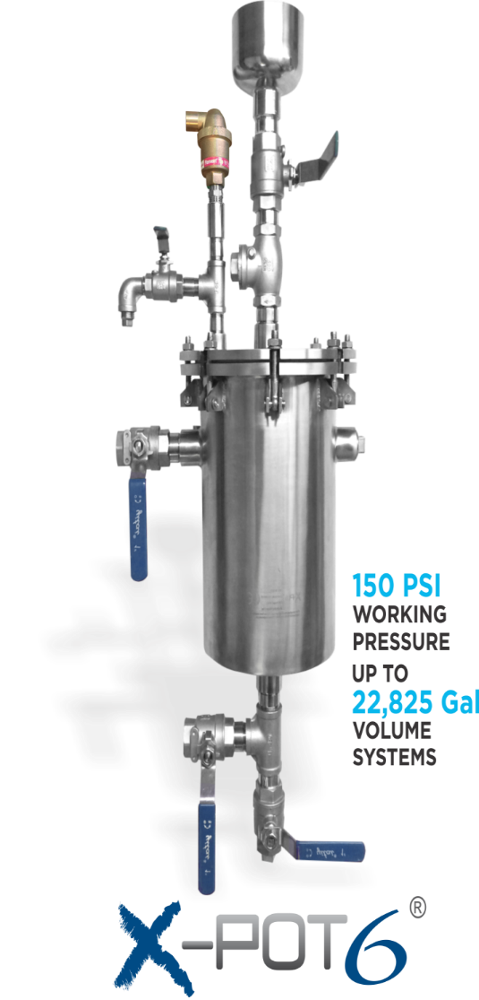 150 PSI
WORKING
PRESSURE
UP TO
22,825 Gal
VOLUME
SYSTEMS
X-POT6®